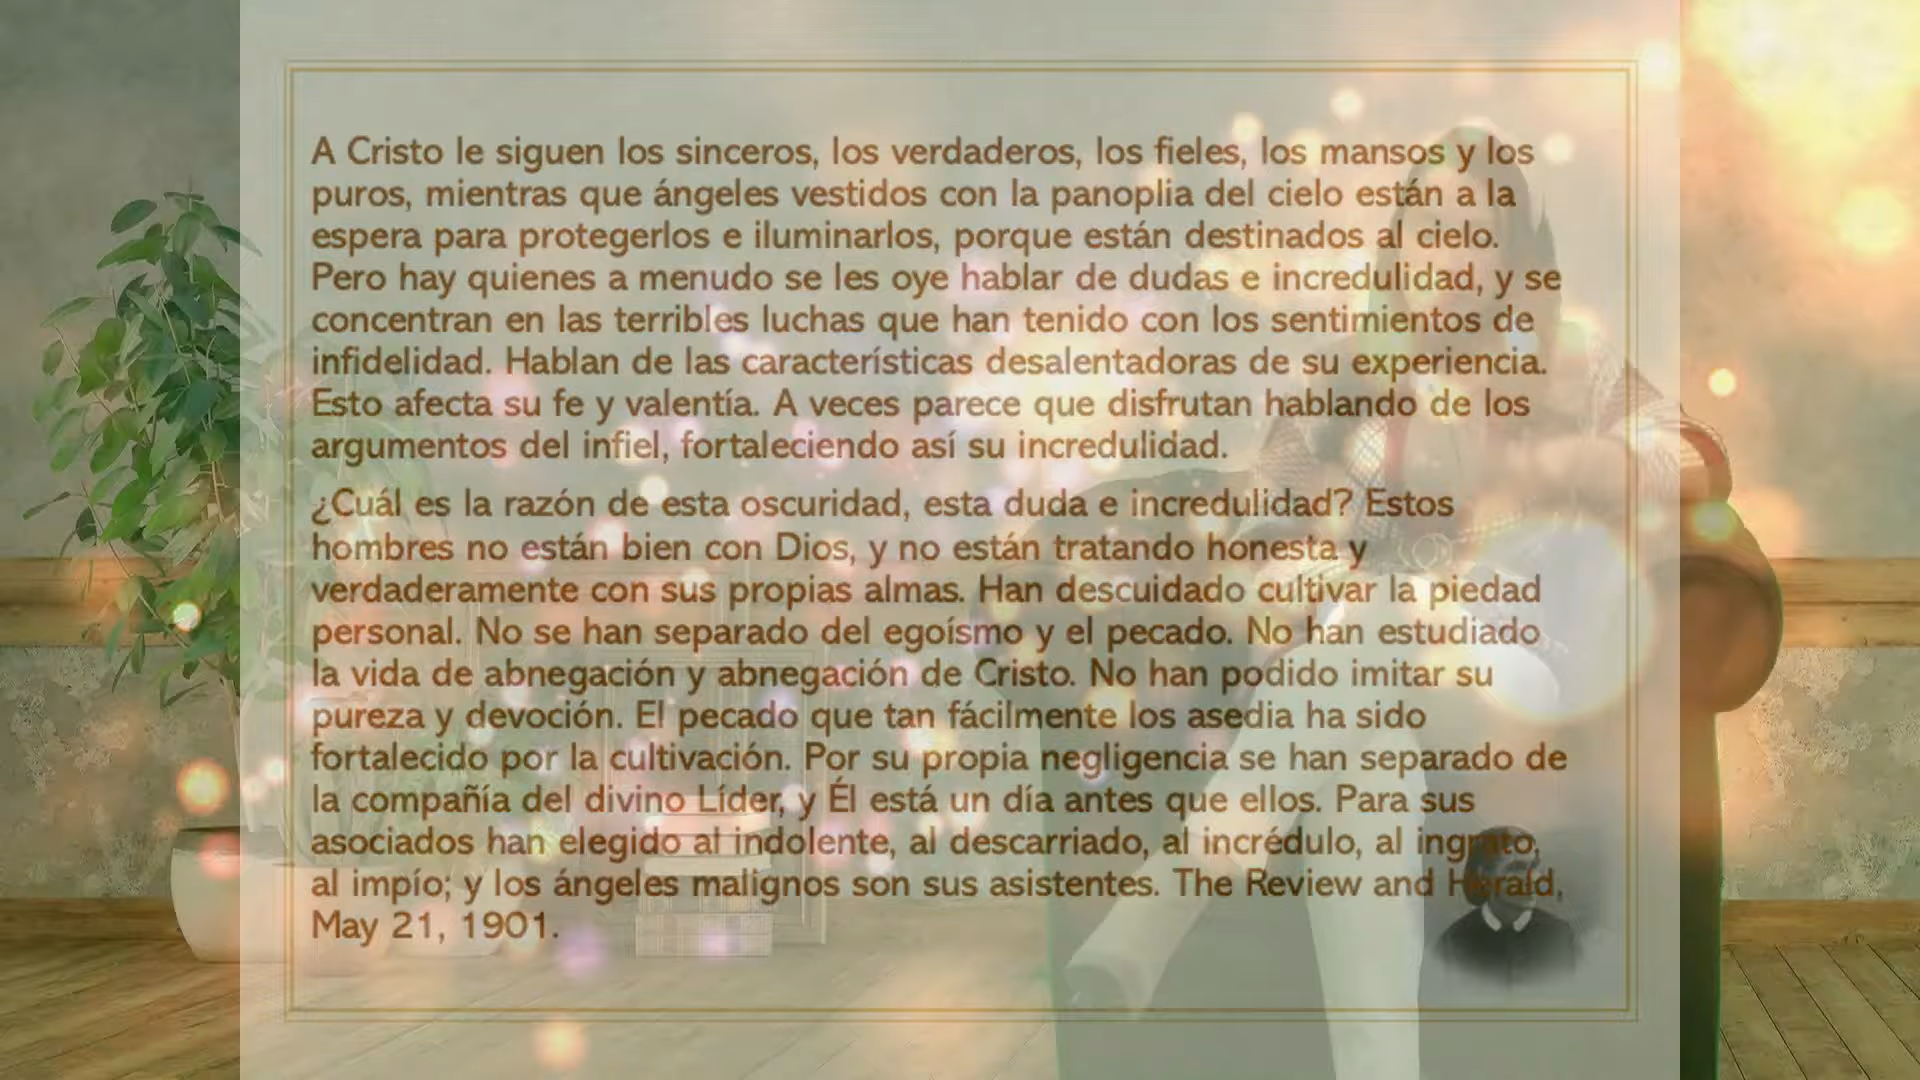 A Cristo le siguen los sinceros, los verdaderos, los fieles, los mansos y los
puros, mientras que ángeles vestidos con la panoplia del cielo están a la
espera para protegerlos e iluminarlos, porque están destinados al cielo.
Pero hay quienes a menudo se les oye hablar de dudas e incredulidad, y se
concentran en las terribles luchas que han tenido con los sentimientos de
infidelidad. Hablan de las características desalentadoras de su experiencia.
Esto afecta su fe y valentía. A veces parece que disfrutan hablando de los
argumentos del infiel, fortaleciendo así su incredulidad.
¿Cuál es la razón de esta oscuridad, esta duda e incredulidad? Estos
hombres no están bien con Dios, y no están tratando honesta y
verdaderamente con sus propias almas. Han descuidado cultivar la piedad
personal. No se han separado del egoísmo y el pecado. No han estudiado
la vida de abnegación y abnegación de Cristo. No han podido imitar su
pureza y devoción. El pecado que tan fácilmente los asedia ha sido
fortalecido por la cultivación. Por su propia negligencia se han separado de
la compañía del divino Líder, y Él está un día antes que ellos. Para sus
asociados han elegido al indolente, al descarriado, al incrédulo, al ingrato,
al impío; y los ángeles malignos son sus asistentes. The Review and Herald,
May 21, 1901.